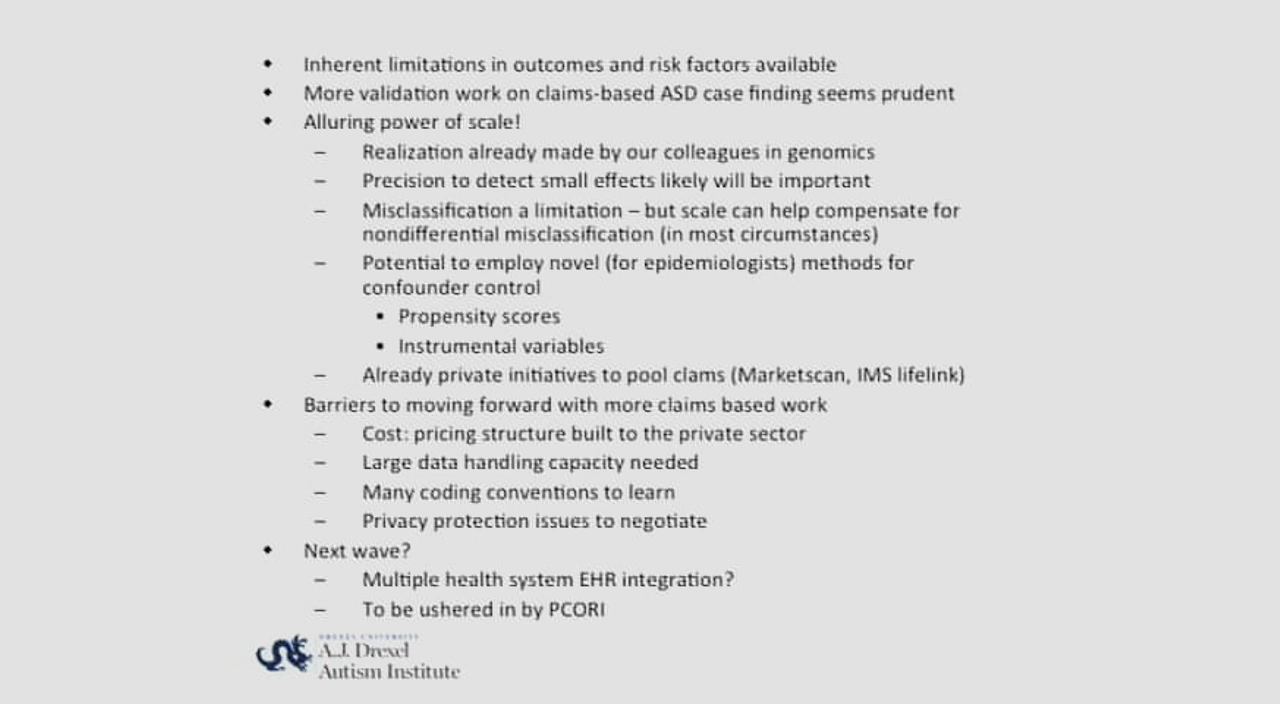 • Inherent limitations in outcomes and risk factors available
• More validation work on claims-based ASD case finding seems prudent
• Alluring power of scale!
– Realization already made by our colleagues in genomics
– Precision to detect small effects likely will be important
– Misclassification a limitation – but scale can help compensate for
nondifferential misclassification (in most circumstances)
– Potential to employ novel (for epidemiologists) methods for
confounder control
▪ Propensity scores
▪ Instrumental variables
– Already private initiatives to pool clams (Marketscan, IMS lifelink)
• Barriers to moving forward with more claims based work
– Cost: pricing structure built to the private sector
– Large data handling capacity needed
– Many coding conventions to learn
– Privacy protection issues to negotiate
• Next wave?
– Multiple health system EHR integration?
– To be ushered in by PCORI
DREXEL UNIVERSITY
A.J. Drexel
Autism Institute